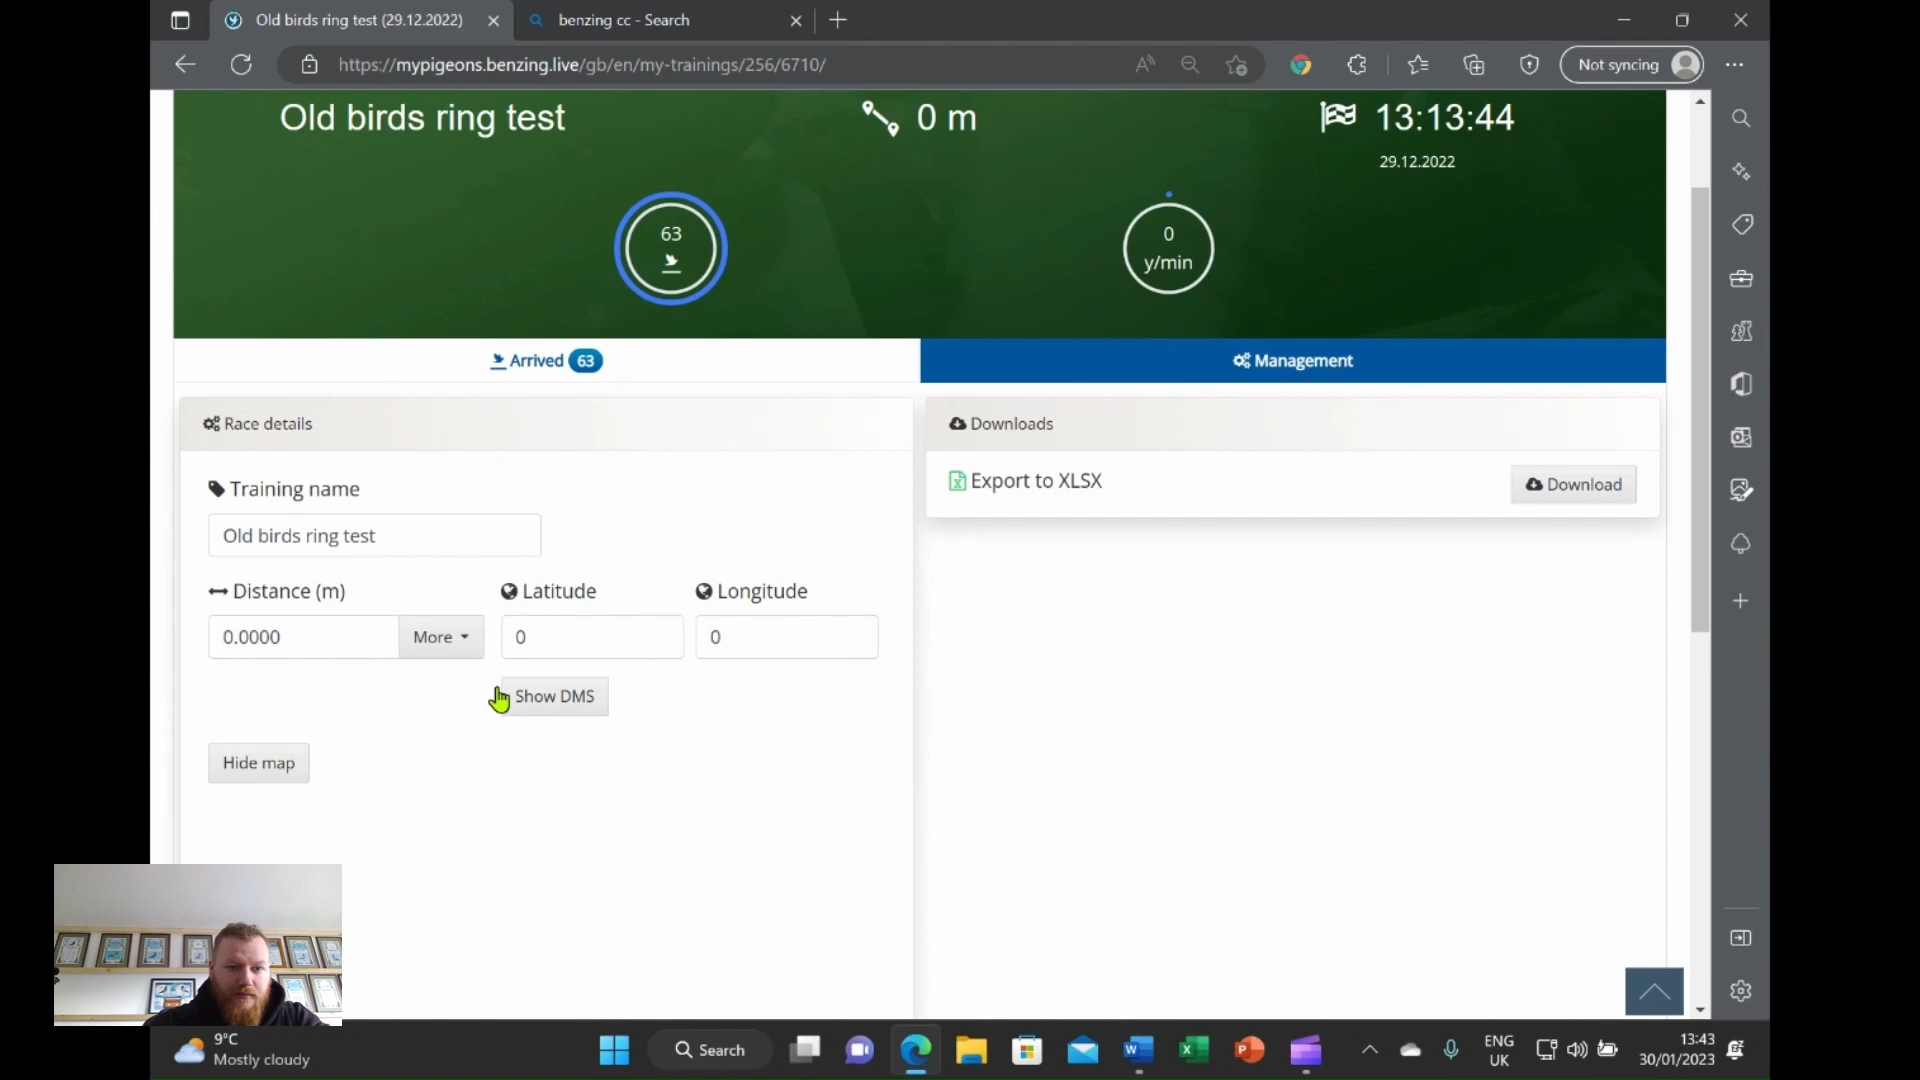 Old birds ring test (29.12.2022)
benzing cc - Search
https://mypigeons.benzing.live/gb/en/my-trainings/256/6710/
Not syncing
Old birds ring test
0 m
13:13:44
29.12.2022
63
0
y/min
Arrived 63
Management
Race details
Downloads
Training name
Export to XLSX
Download
Old birds ring test
Distance (m)
Latitude
Longitude
0.0000
More
0
0
Show DMS
Hide map
9°C
Mostly cloudy
Search
ENG
UK
13:43
30/01/2023